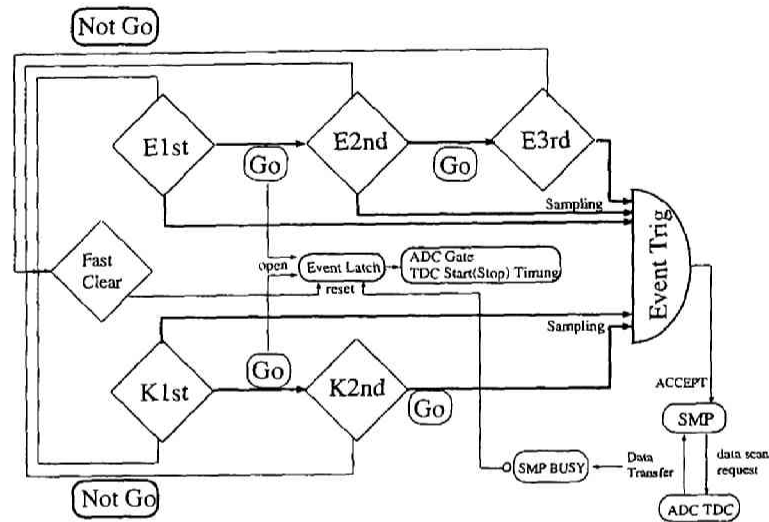 Not Go
E1st
Go
E2nd
Go
E3rd
Sampling
Event Trig
Fast
Clear
open
Event Latch
reset
ADC Gate
TDC Start(Stop) Timing
Sampling
Go
K1st
K2nd
Go
ACCEPT
SMP
Data
Transfer
data scan
request
SMP BUSY
ADC TDC
Not Go